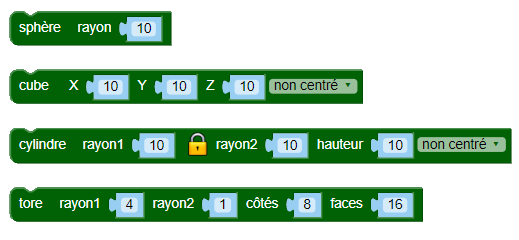 sphère rayon 10
cube X 10 Y 10 Z 10 non centré
cylindre rayon1 10 rayon2 10 hauteur 10 non centré
tore rayon1 4 rayon2 1 côtés 8 faces 16